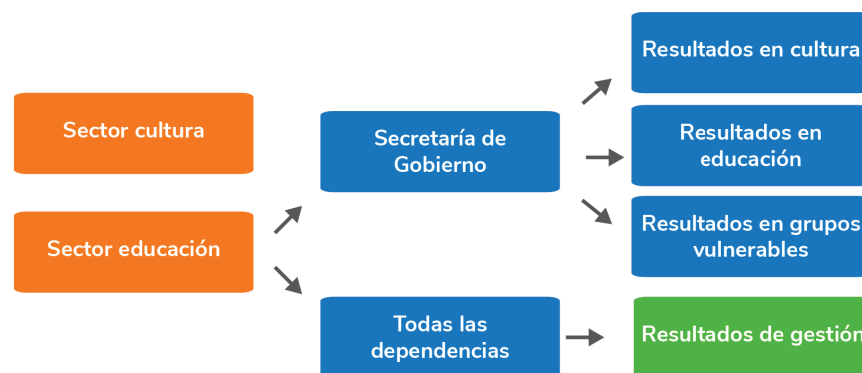 Sector cultura
Sector educación
Secretaría de
Gobierno
Todas las
dependencias
Resultados en cultura
Resultados en
educación
Resultados en grupos
vulnerables
Resultados de gestión